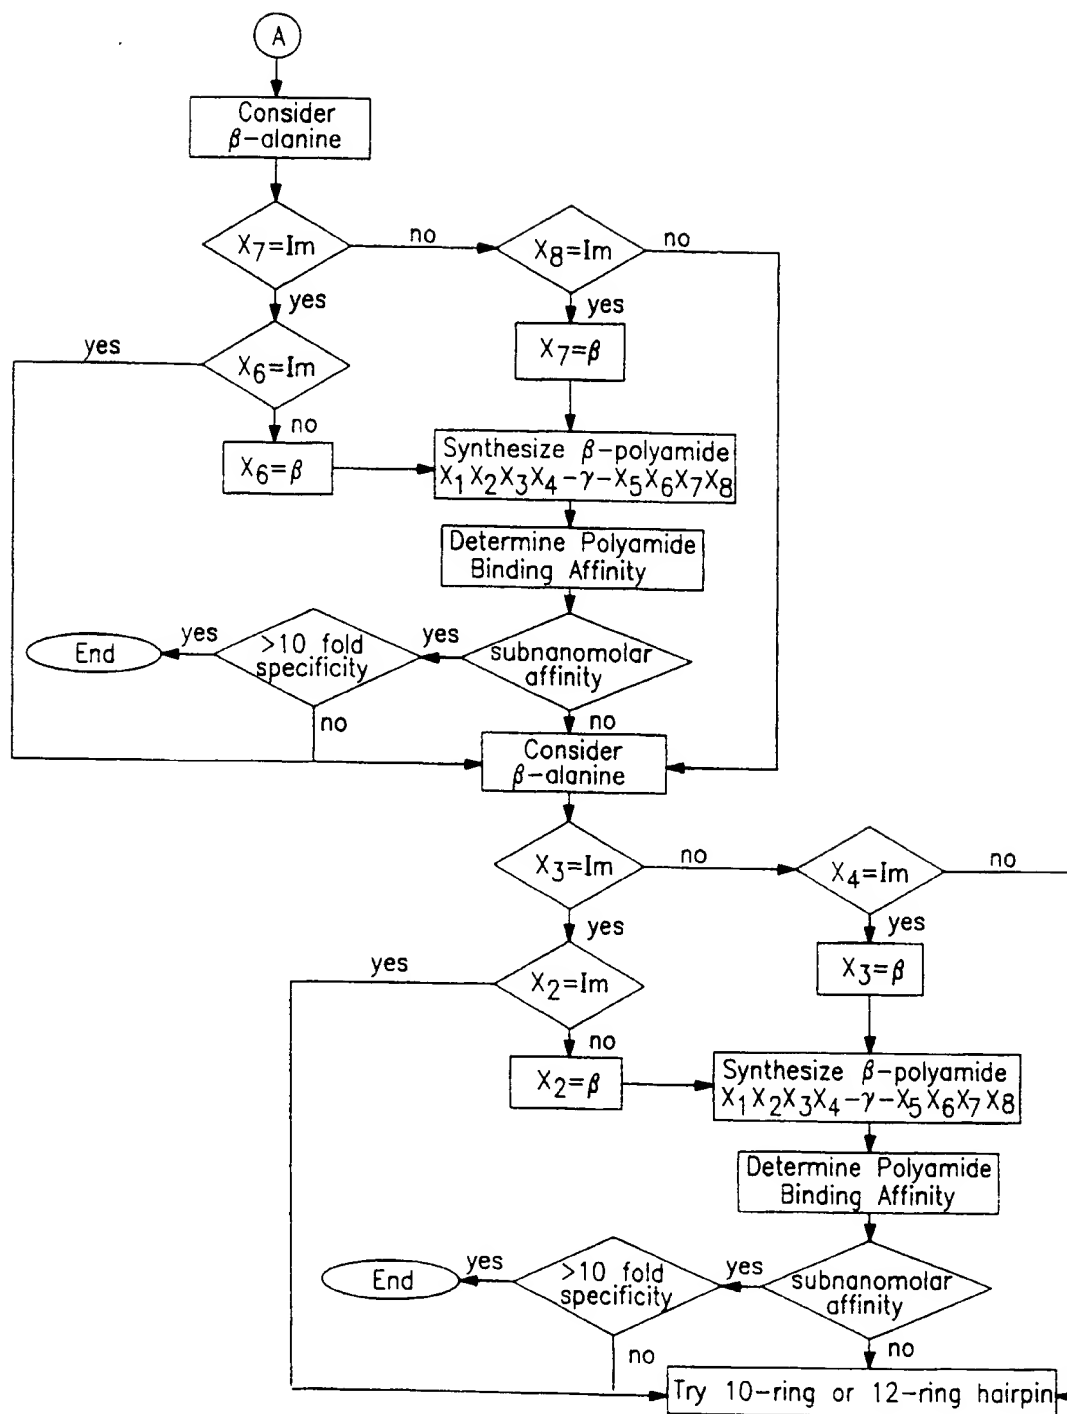 A
Consider
β-alanine
X7=Im
no
X8=Im
no
yes
yes
yes
X6=Im
X7=β
no
X6=β
Synthesize β-polyamide
X1X2X3X4-γ-X5X6X7X8
Determine Polyamide
Binding Affinity
End
yes
>10 fold
specificity
yes
subnanomolar
affinity
no
no
Consider
β-alanine
X3=Im
no
X4=Im
no
yes
yes
yes
X2=Im
X3=β
no
X2=β
Synthesize β-polyamide
X1X2X3X4-γ-X5X6X7X8
Determine Polyamide
Binding Affinity
End
yes
>10 fold
specificity
yes
subnanomolar
affinity
no
no
Try 10-ring or 12-ring hairpin